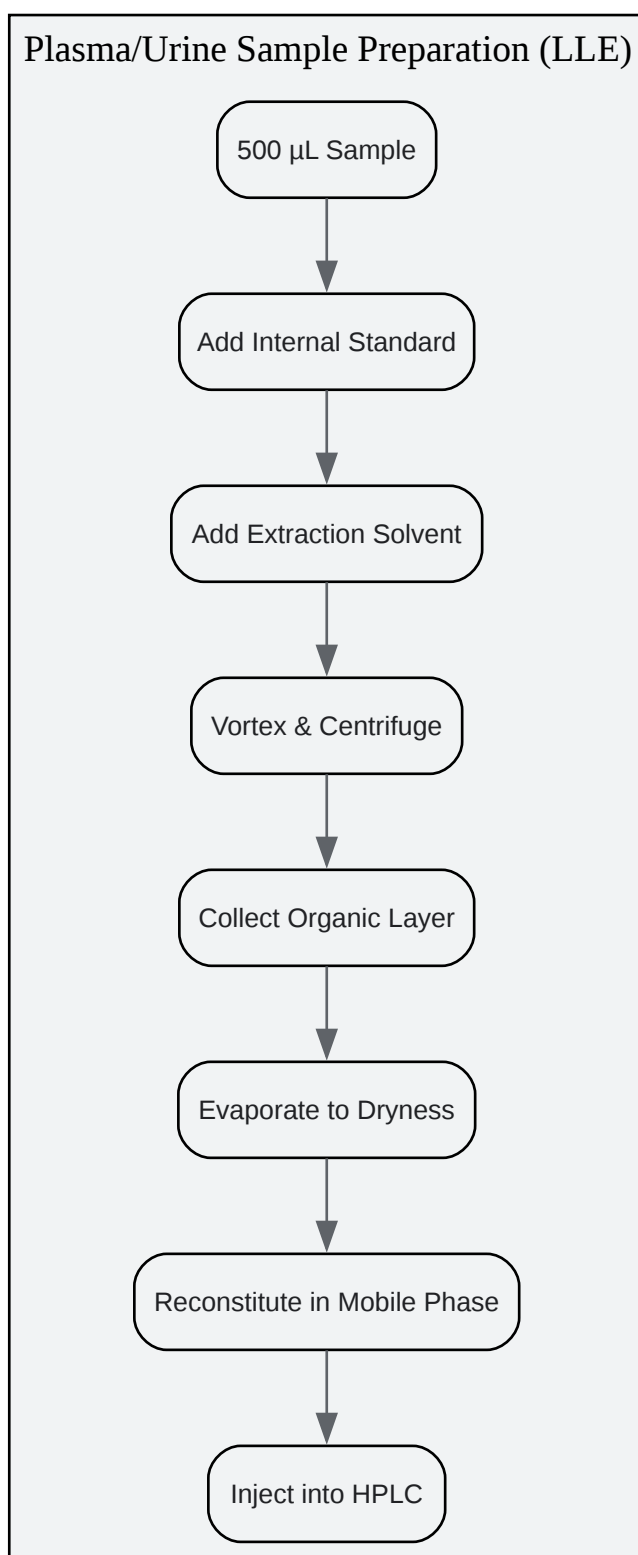 Plasma/Urine Sample Preparation (LLE)
500 µL Sample
Add Internal Standard
Add Extraction Solvent
Vortex & Centrifuge
Collect Organic Layer
Evaporate to Dryness
Reconstitute in Mobile Phase
Inject into HPLC